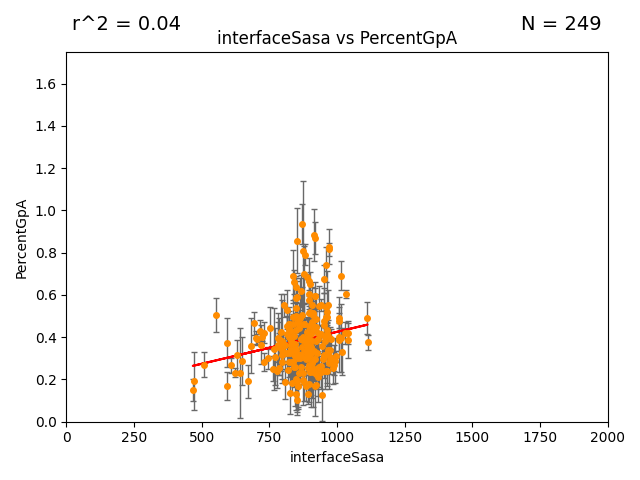 r^2 = 0.04
N = 249
interfaceSasa vs PercentGpA
PercentGpA
1.6
1.4
1.2
1.0
0.8
0.6
0.4
0.2
0.0
0 250 500 750 1000 1250 1500 1750 2000
interfaceSasa